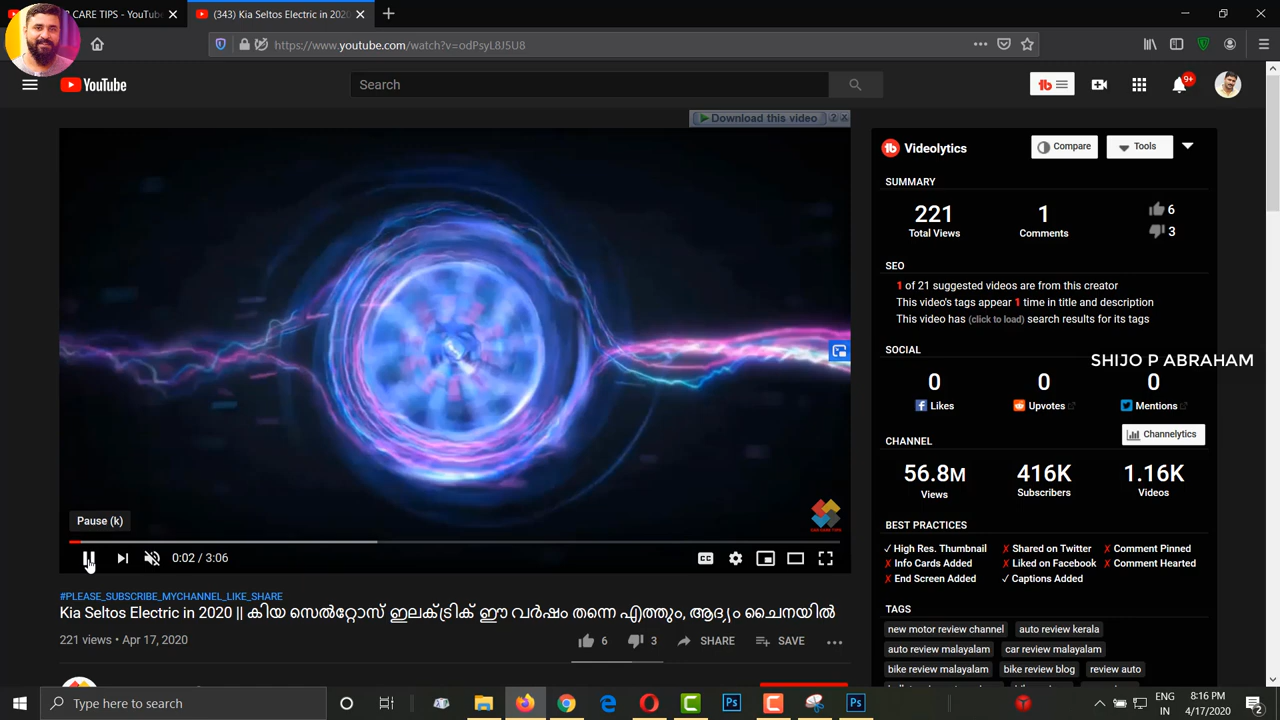 R CARE TIPS - YouTube
(343) Kia Seltos Electric in 2020
https://www.youtube.com/watch?v=odPsyL8J5U8
YouTube
Search
9+
Download this video
Videolytics
Compare
Tools
SUMMARY
221
1
6
Total Views
Comments
3
SEO
1 of 21 suggested videos are from this creator
This video's tags appear 1 time in title and description
This video has (click to load) search results for its tags
SOCIAL
SHIJO P ABRAHAM
0 0 0
Likes Upvotes Mentions
CHANNEL
Channelytics
56.8M 416K 1.16K
Views Subscribers Videos
BEST PRACTICES
✓ High Res. Thumbnail ✗ Shared on Twitter ✗ Comment Pinned
✗ Info Cards Added ✗ Liked on Facebook ✗ Comment Hearted
✗ End Screen Added ✓ Captions Added
TAGS
new motor review channel auto review kerala
auto review malayalam car review malayalam
bike review malayalam bike review blog review auto
Pause (k)
0:02 / 3:06
CC
#PLEASE_SUBSCRIBE_MYCHANNEL_LIKE_SHARE
Kia Seltos Electric in 2020 || കിയ സെൽറ്റോസ് ഇലക്ട്രിക് ഈ വർഷം തന്നെ എത്തും, ആദ്യം ചൈനയിൽ
221 views • Apr 17, 2020
6 3 SHARE SAVE
Type here to search
ENG
IN
8:16 PM
4/17/2020
2